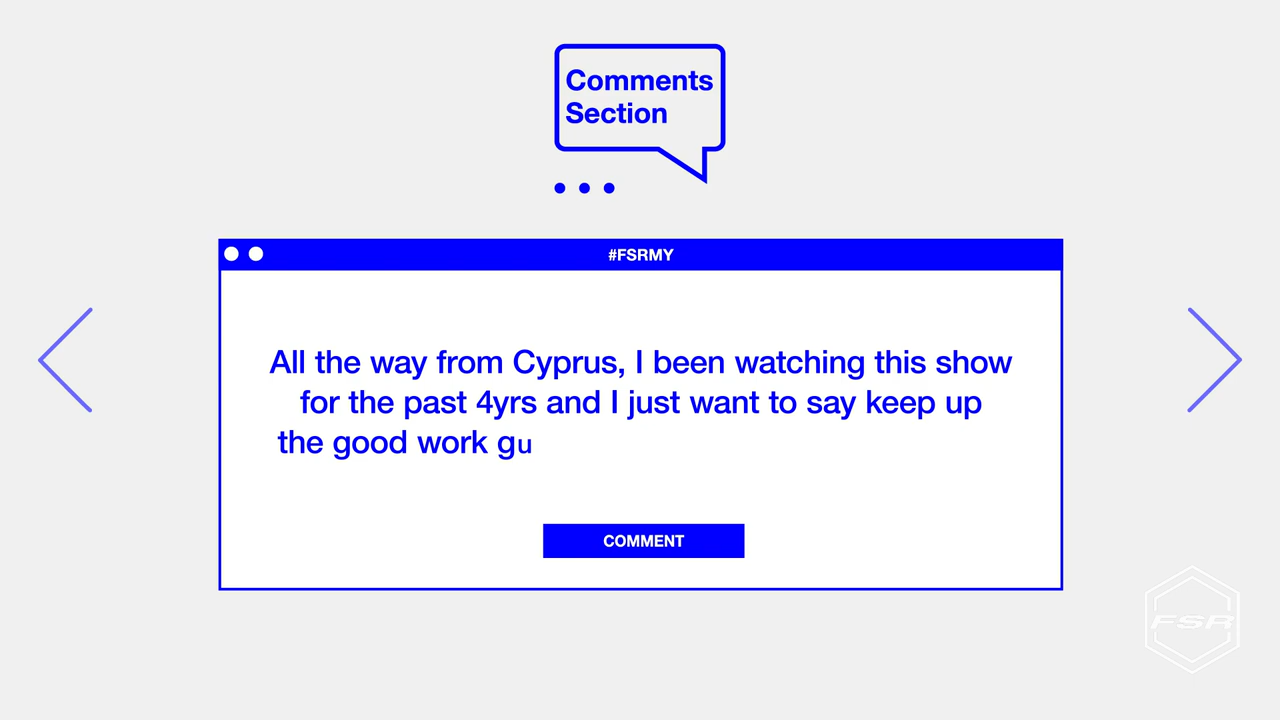 Comments
Section
#FSRMY
All the way from Cyprus, I been watching this show
for the past 4yrs and I just want to say keep up
the good work gu
COMMENT
FSR